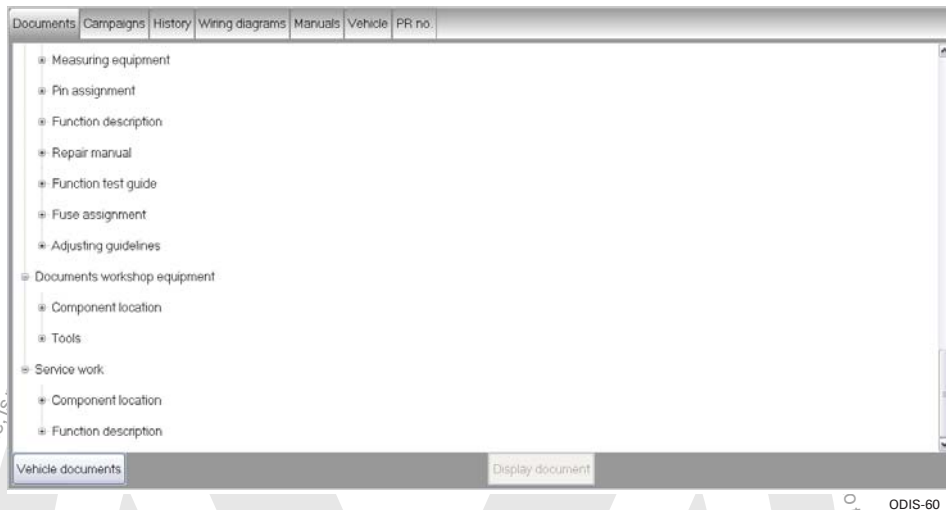 Documents Campaigns History Wiring diagrams Manuals Vehicle PR no.
Measuring equipment
Pin assignment
Function description
Repair manual
Function test guide
Fuse assignment
Adjusting guidelines
Documents workshop equipment
Component location
Tools
Service work
Component location
Function description
Vehicle documents Display document
ODIS-60